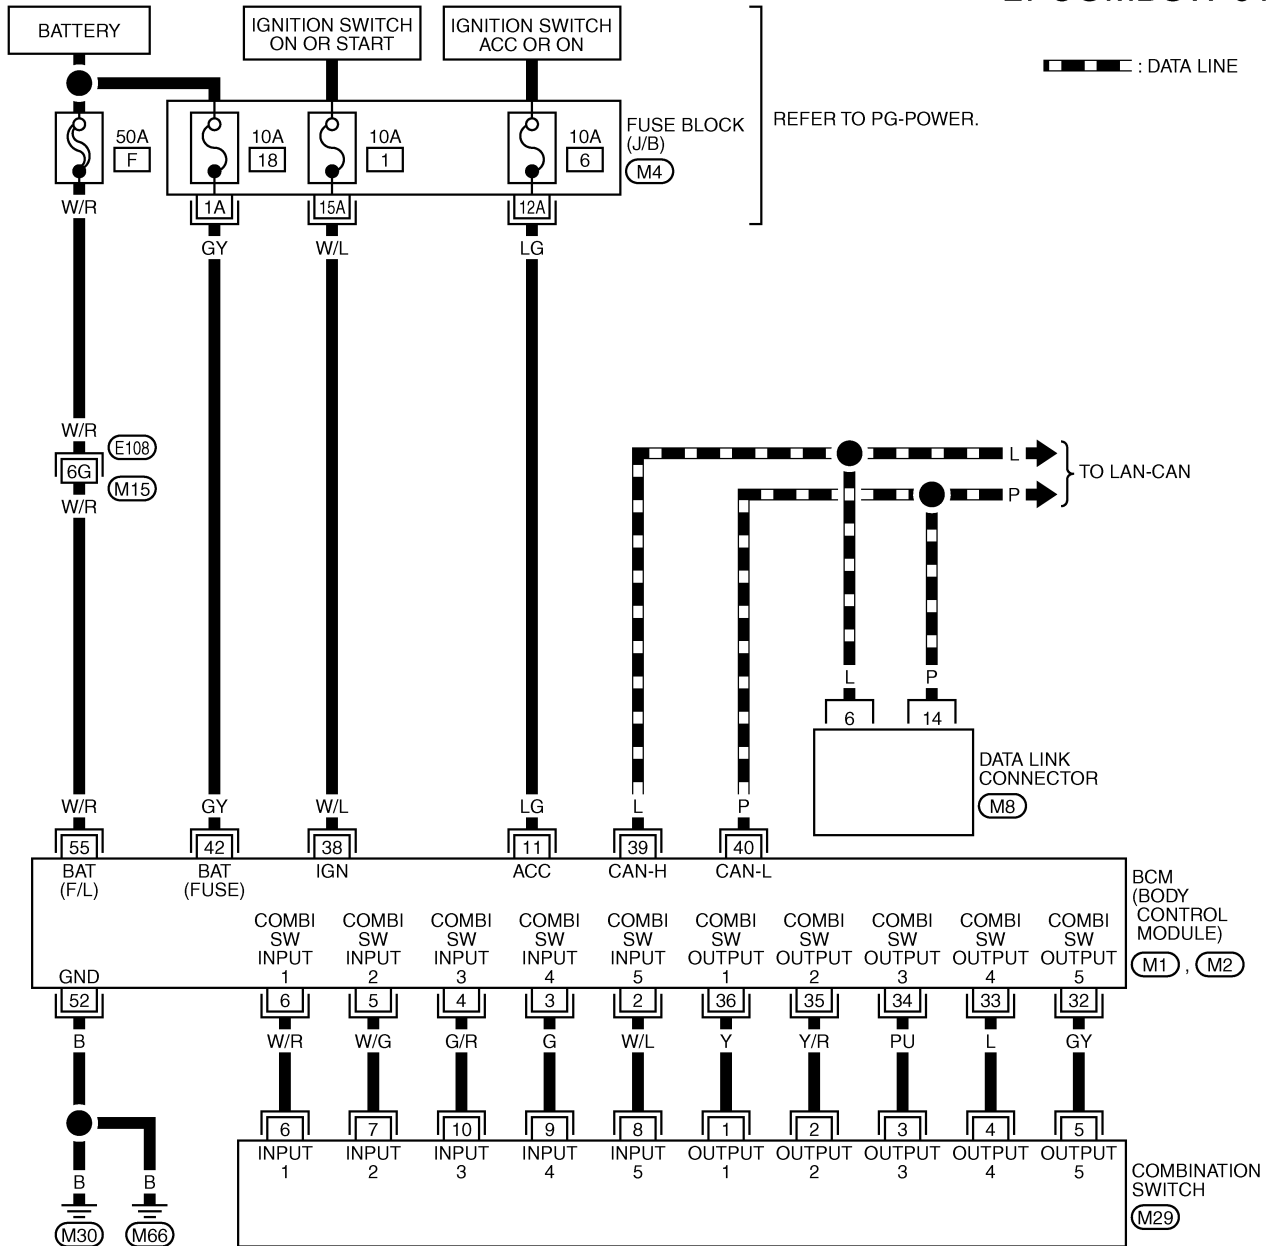 BATTERY
IGNITION SWITCH
ON OR START
IGNITION SWITCH
ACC OR ON
: DATA LINE
50A
F
10A
18
10A
1
10A
6
FUSE BLOCK
(J/B)
M4
REFER TO PG-POWER.
W/R
1A
15A
12A
GY
W/L
LG
W/R
E108
6G
M15
W/R
L
P
TO LAN-CAN
L
P
6
14
DATA LINK
CONNECTOR
M8
W/R
GY
W/L
LG
L
P
55
42
38
11
39
40
BAT
(F/L)
BAT
(FUSE)
IGN
ACC
CAN-H
CAN-L
BCM
(BODY
CONTROL
MODULE)
M1 , M2
COMBI
SW
INPUT
1
COMBI
SW
INPUT
2
COMBI
SW
INPUT
3
COMBI
SW
INPUT
4
COMBI
SW
INPUT
5
COMBI
SW
OUTPUT
1
COMBI
SW
OUTPUT
2
COMBI
SW
OUTPUT
3
COMBI
SW
OUTPUT
4
COMBI
SW
OUTPUT
5
GND
52
6
5
4
3
2
36
35
34
33
32
B
W/R
W/G
G/R
G
W/L
Y
Y/R
PU
L
GY
6
7
10
9
8
1
2
3
4
5
INPUT
1
INPUT
2
INPUT
3
INPUT
4
INPUT
5
OUTPUT
1
OUTPUT
2
OUTPUT
3
OUTPUT
4
OUTPUT
5
COMBINATION
SWITCH
M29
B
B
M30
M66